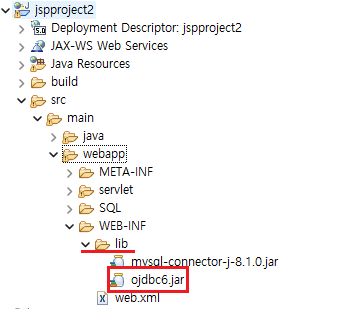 jspproject2
Deployment Descriptor: jspproject2
JAX-WS Web Services
Java Resources
build
src
main
java
webapp
META-INF
servlet
SQL
WEB-INF
lib
mysql-connector-j-8.1.0.jar
ojdbc6.jar
web.xml